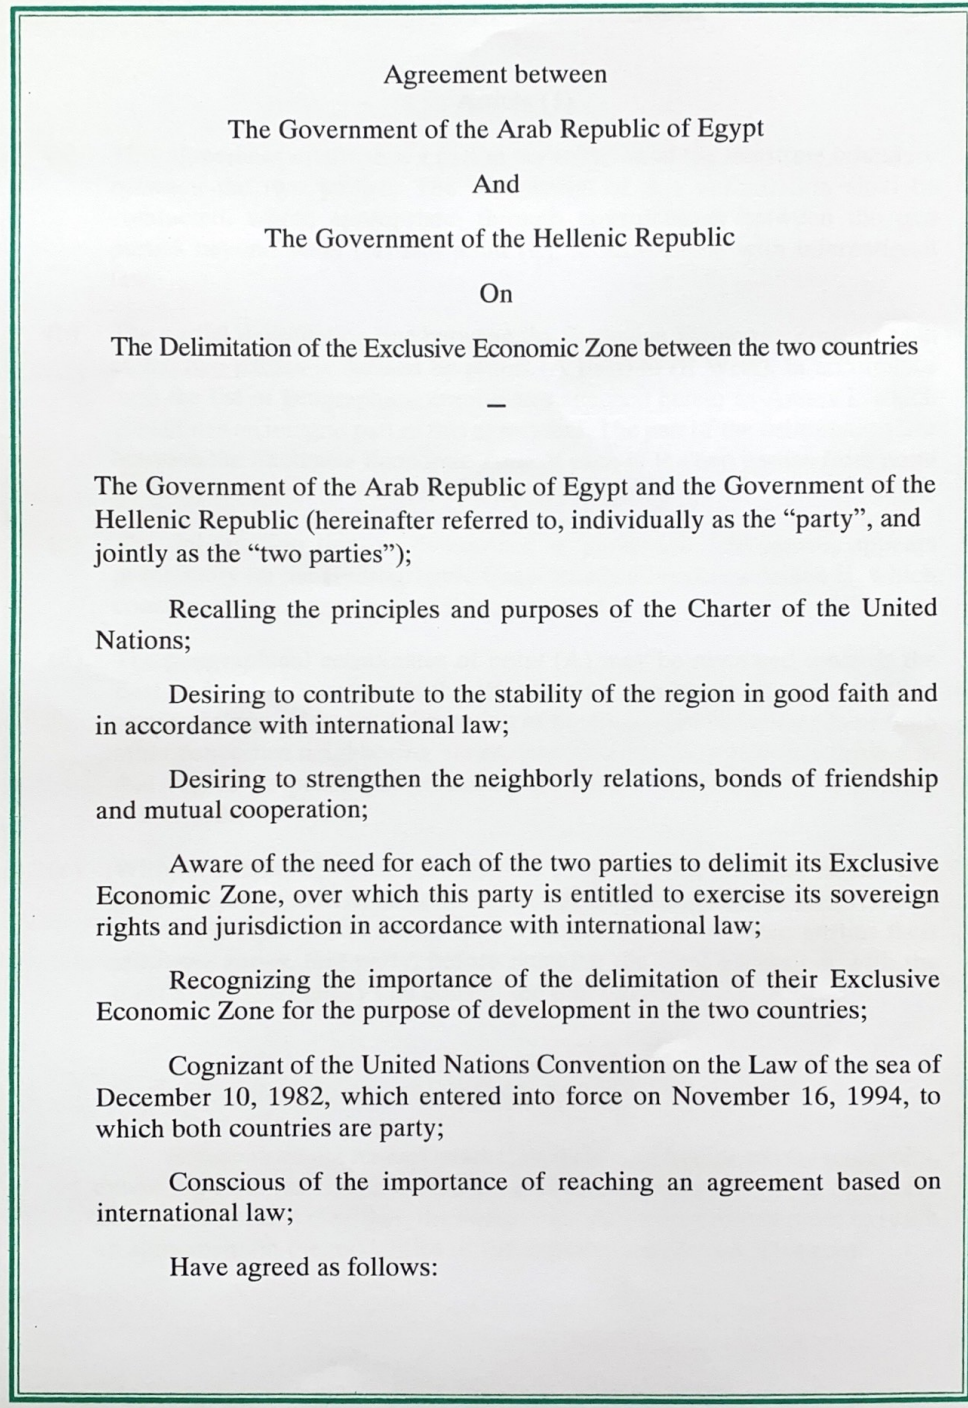 Agreement between
The Government of the Arab Republic of Egypt
And
The Government of the Hellenic Republic
On
The Delimitation of the Exclusive Economic Zone between the two countries
–
The Government of the Arab Republic of Egypt and the Government of the
Hellenic Republic (hereinafter referred to, individually as the “party”, and
jointly as the “two parties”);
Recalling the principles and purposes of the Charter of the United
Nations;
Desiring to contribute to the stability of the region in good faith and
in accordance with international law;
Desiring to strengthen the neighborly relations, bonds of friendship
and mutual cooperation;
Aware of the need for each of the two parties to delimit its Exclusive
Economic Zone, over which this party is entitled to exercise its sovereign
rights and jurisdiction in accordance with international law;
Recognizing the importance of the delimitation of their Exclusive
Economic Zone for the purpose of development in the two countries;
Cognizant of the United Nations Convention on the Law of the sea of
December 10, 1982, which entered into force on November 16, 1994, to
which both countries are party;
Conscious of the importance of reaching an agreement based on
international law;
Have agreed as follows: